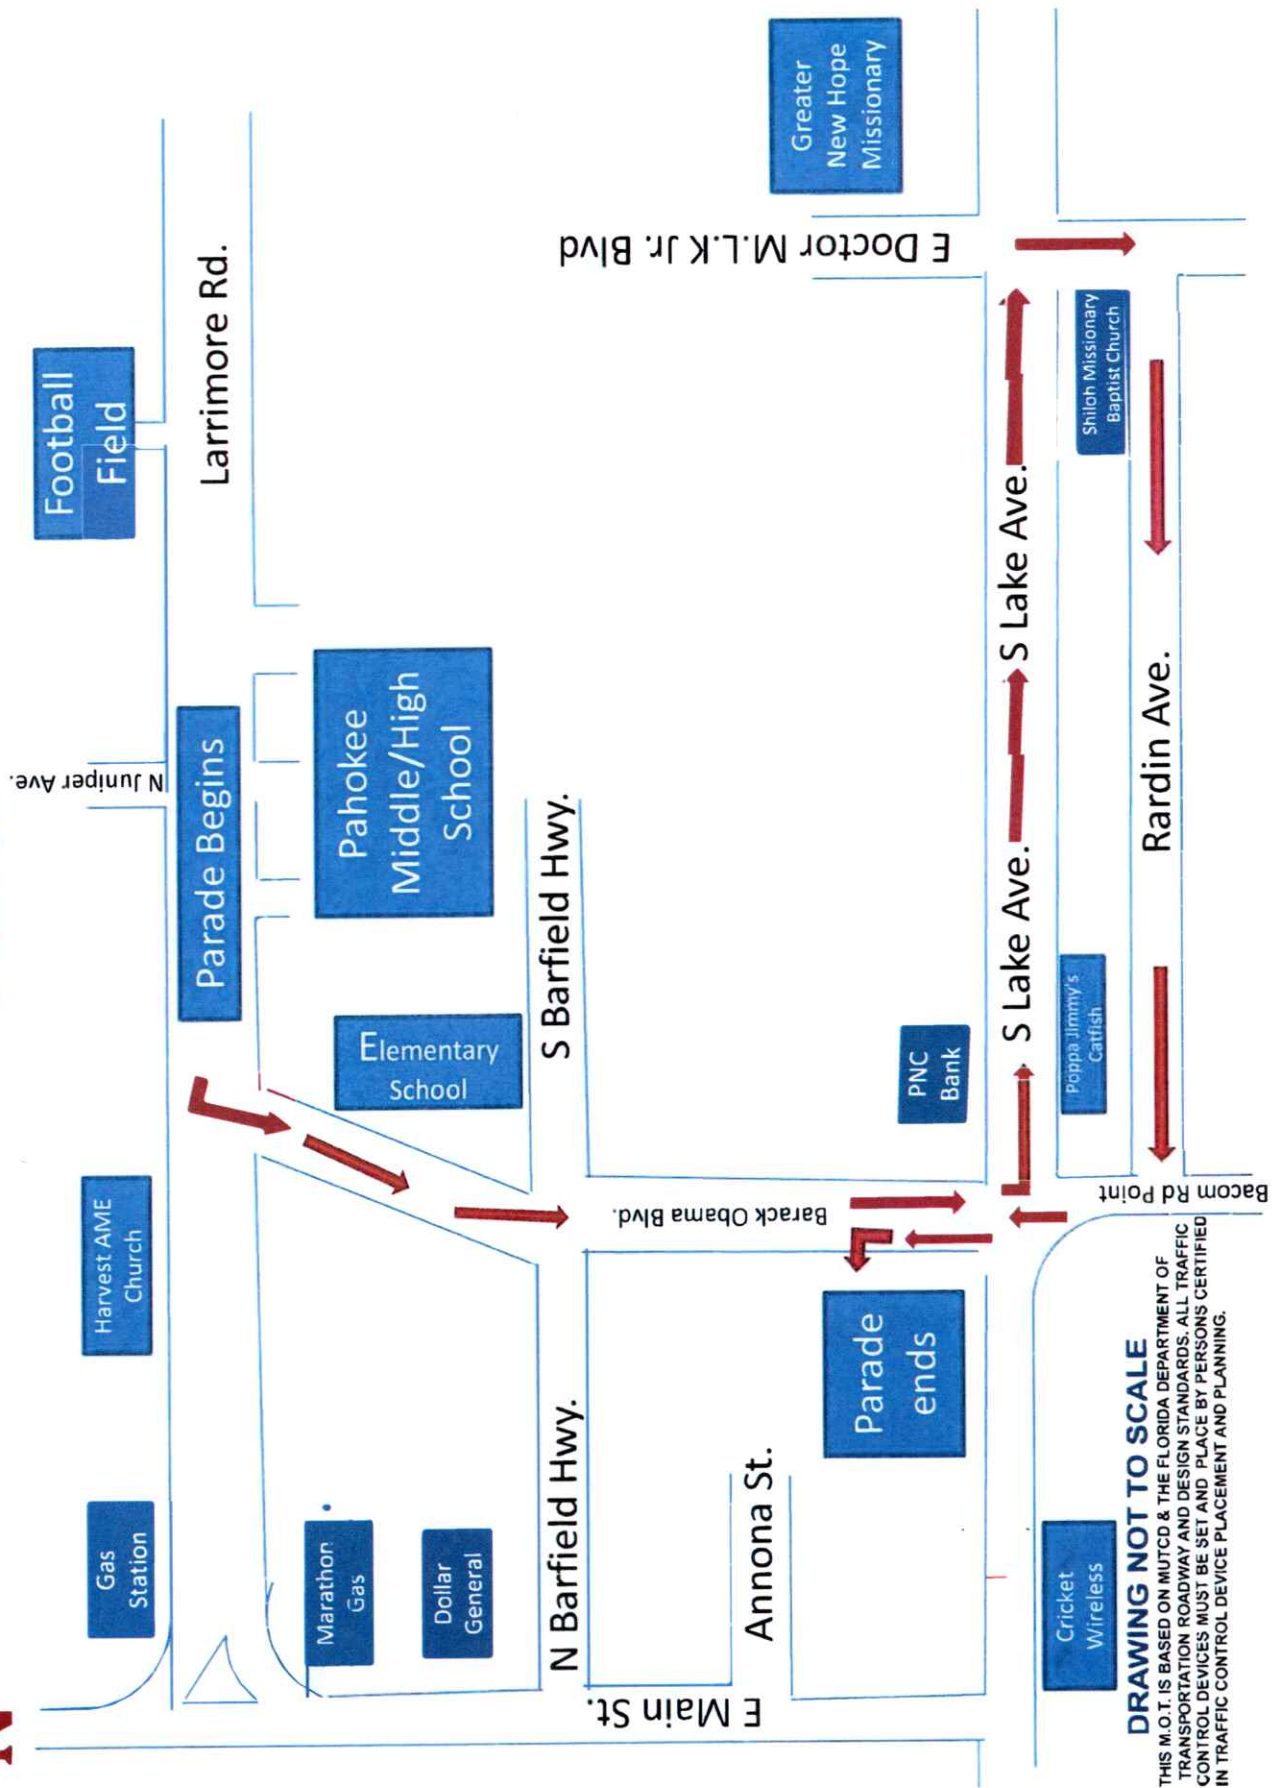 Football
Field
N Juniper Ave.
Gas
Station
Harvest AME
Church
Parade Begins
Larrimore Rd.
Marathon
Gas
Elementary
School
Pahokee
Middle/High
School
Dollar
General
N Barfield Hwy.
S Barfield Hwy.
E Main St.
Annona St.
Barack Obama Blvd.
E Doctor M.L.K Jr. Blvd
Greater
New Hope
Missionary
Parade
ends
PNC
Bank
S Lake Ave.
S Lake Ave.
Cricket
Wireless
Poppa Jimmy's
Catfish
Shiloh Missionary
Baptist Church
Rardin Ave.
Bacom Rd Point
DRAWING NOT TO SCALE
THIS M.O.T. IS BASED ON MUTCD & THE FLORIDA DEPARTMENT OF
TRANSPORTATION ROADWAY AND DESIGN STANDARDS. ALL TRAFFIC
CONTROL DEVICES MUST BE SET AND PLACE BY PERSONS CERTIFIED
IN TRAFFIC CONTROL DEVICE PLACEMENT AND PLANNING.